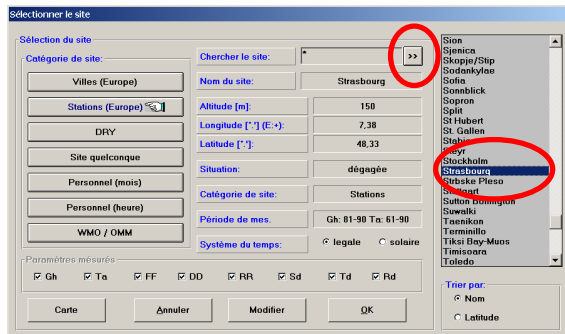 Sélectionner le site
Sélection du site
Catégorie de site:
Villes (Europe)
Stations (Europe)
DRY
Site quelconque
Personnel (mois)
Personnel (heure)
WMO / OMM
Chercher le site: * >>
Nom du site: Strasbourg
Altitude [m]: 150
Longitude [°.'] (E:+): 7,38
Latitude [°.']: 48,33
Situation: dégagée
Catégorie de site: Stations
Période de mes. Gh: 81-90 Ta: 61-90
Système du temps: legale solaire
Paramètres mésurés
Gh Ta FF DD RR Sd Td Rd
Carte Annuler Modifier OK
Sion
Sjenica
Skopje/Stip
Sodankylae
Sofia
Sonnblick
Sopron
Split
St Hubert
St. Gallen
Steyr
Stockholm
Strasbourg
Strbske Pleso
Stuttgart
Sutton Bonington
Suwalki
Taenikon
Terminillo
Tiksi Bay-Muos
Timisoara
Toledo
Trier par:
Nom
Latitude